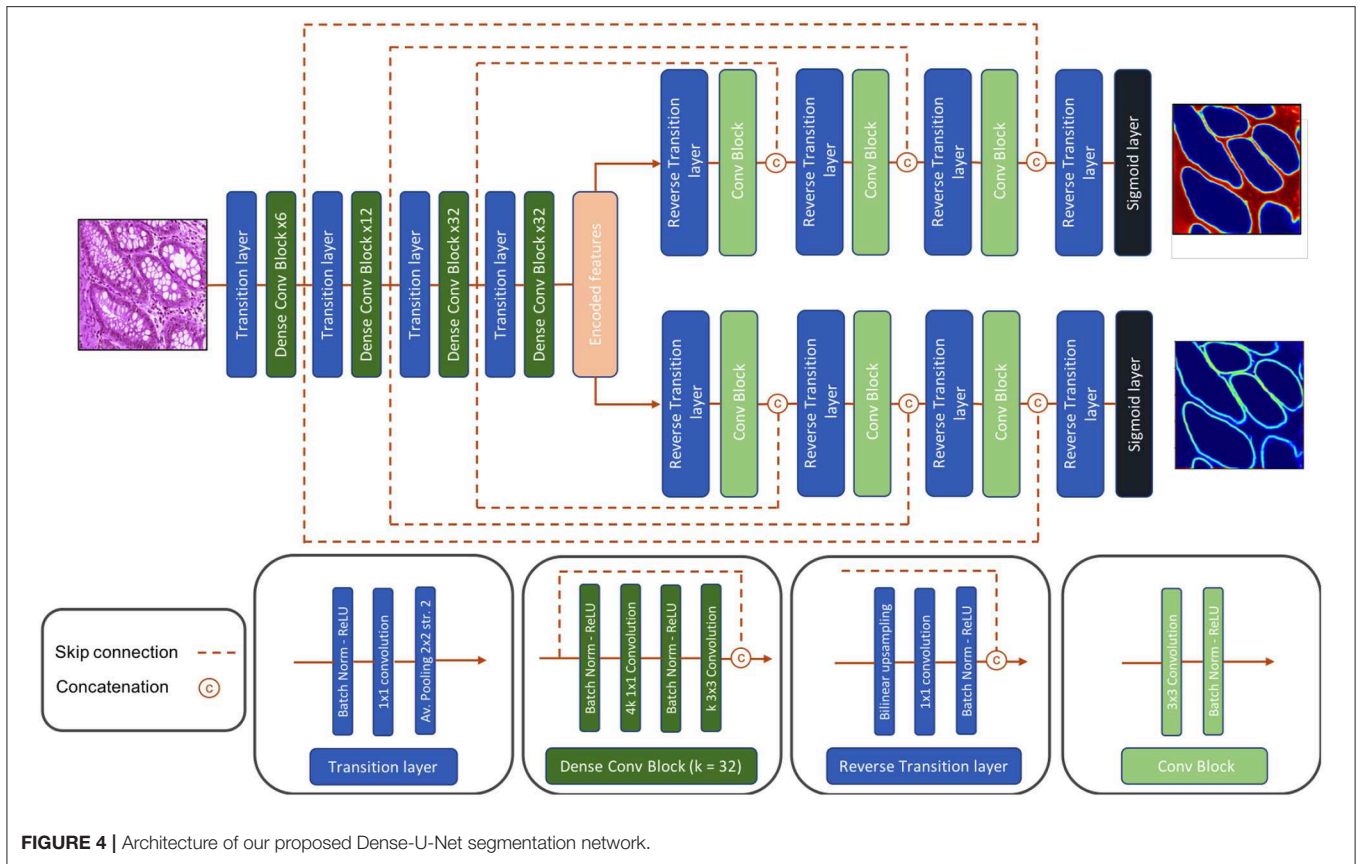 Transition layer
Dense Conv Block x6
Transition layer
Dense Conv Block x12
Transition layer
Dense Conv Block x32
Transition layer
Dense Conv Block x32
Encoded features
Reverse Transition
layer
Conv Block
C
Reverse Transition
layer
Conv Block
C
Reverse Transition
layer
Conv Block
C
Reverse Transition
layer
Sigmoid layer
Reverse Transition
layer
Conv Block
C
Reverse Transition
layer
Conv Block
C
Reverse Transition
layer
Conv Block
C
Reverse Transition
layer
Sigmoid layer
Skip connection
Concatenation
C
Batch Norm - ReLU
1x1 convolution
Av. Pooling 2x2 str. 2
Transition layer
Batch Norm - ReLU
4k 1x1 Convolution
Batch Norm - ReLU
k 3x3 Convolution
C
Dense Conv Block (k = 32)
Bilinear upsampling
1x1 convolution
Batch Norm - ReLU
C
Reverse Transition layer
3x3 Convolution
Batch Norm - ReLU
Conv Block
FIGURE 4 | Architecture of our proposed Dense-U-Net segmentation network.